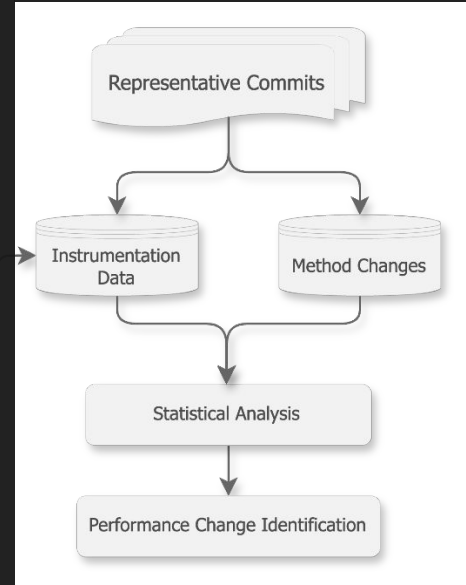 Representative Commits
Instrumentation
Data
Method Changes
Statistical Analysis
Performance Change Identification